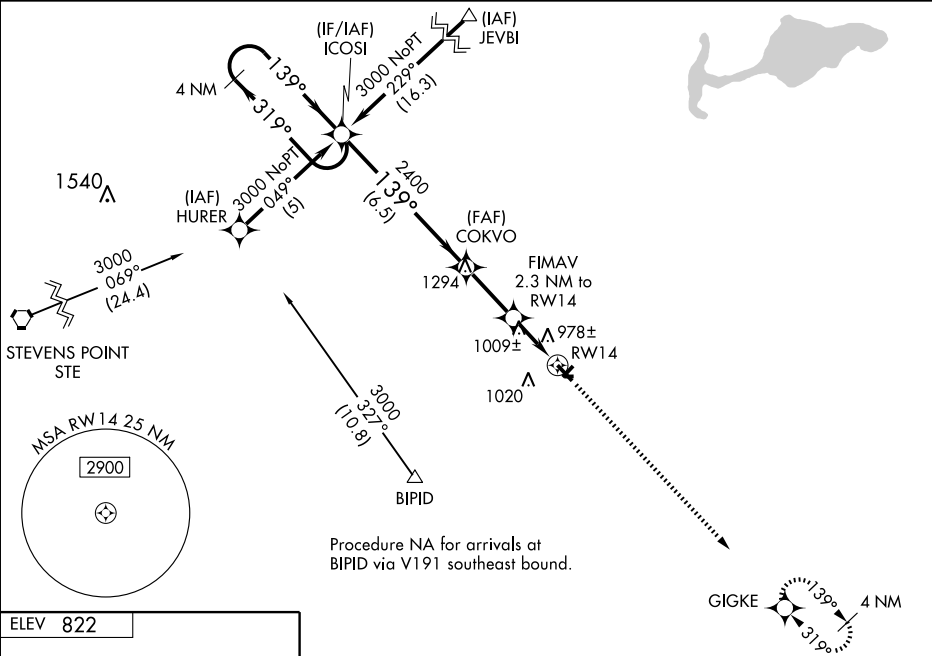 (IF/IAF)
ICOSI
(IAF)
JEVBI
3000 NoPT
229°
(16.3)
139°
4 NM
319°
1540
(IAF)
HURER
3000 NoPT
049°
(5)
2400
139°
(6.5)
(FAF)
COKVO
1294
FIMAV
2.3 NM to
RW14
3000
069°
(24.4)
STEVENS POINT
STE
1009±
978±
RW14
1020
3000
327°
(10.8)
BIPID
MSA RW14 25 NM
2900
Procedure NA for arrivals at
BIPID via V191 southeast bound.
GIGKE
139°
4 NM
319°
ELEV 822